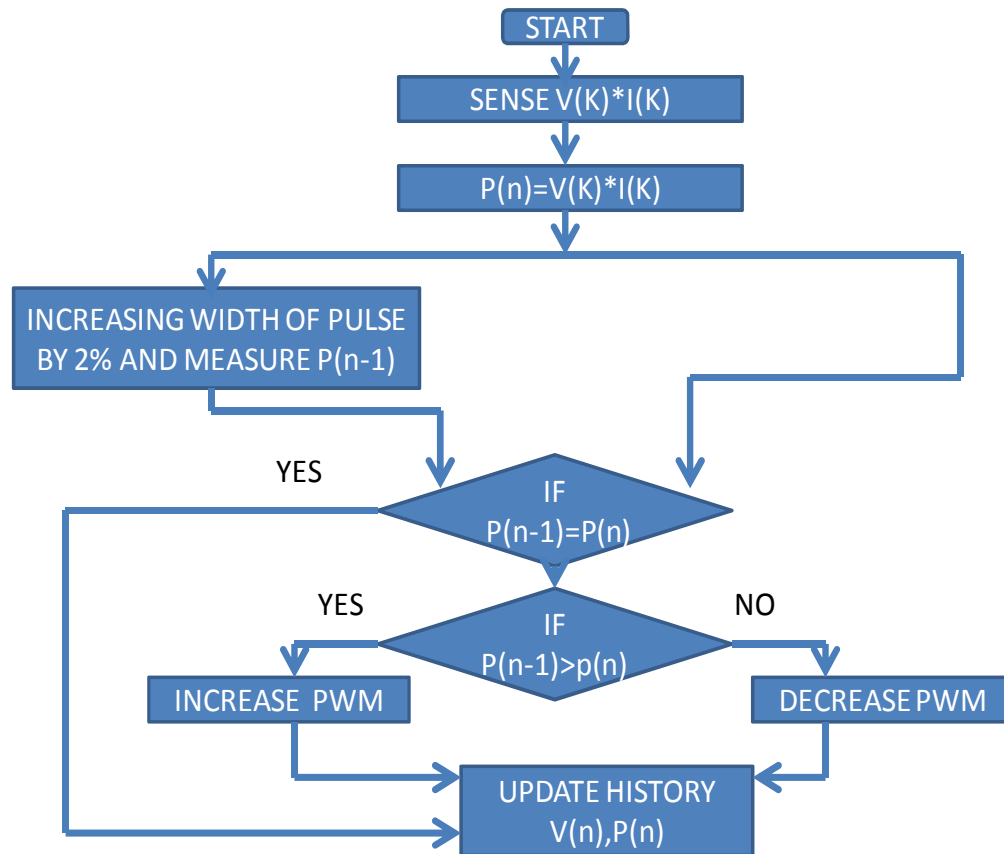 START
SENSE V(K)*I(K)
P(n)=V(K)*I(K)
INCREASING WIDTH OF PULSE
BY 2% AND MEASURE P(n-1)
YES
IF
P(n-1)=P(n)
YES
NO
IF
P(n-1)>p(n)
INCREASE PWM
DECREASE PWM
UPDATE HISTORY
V(n),P(n)